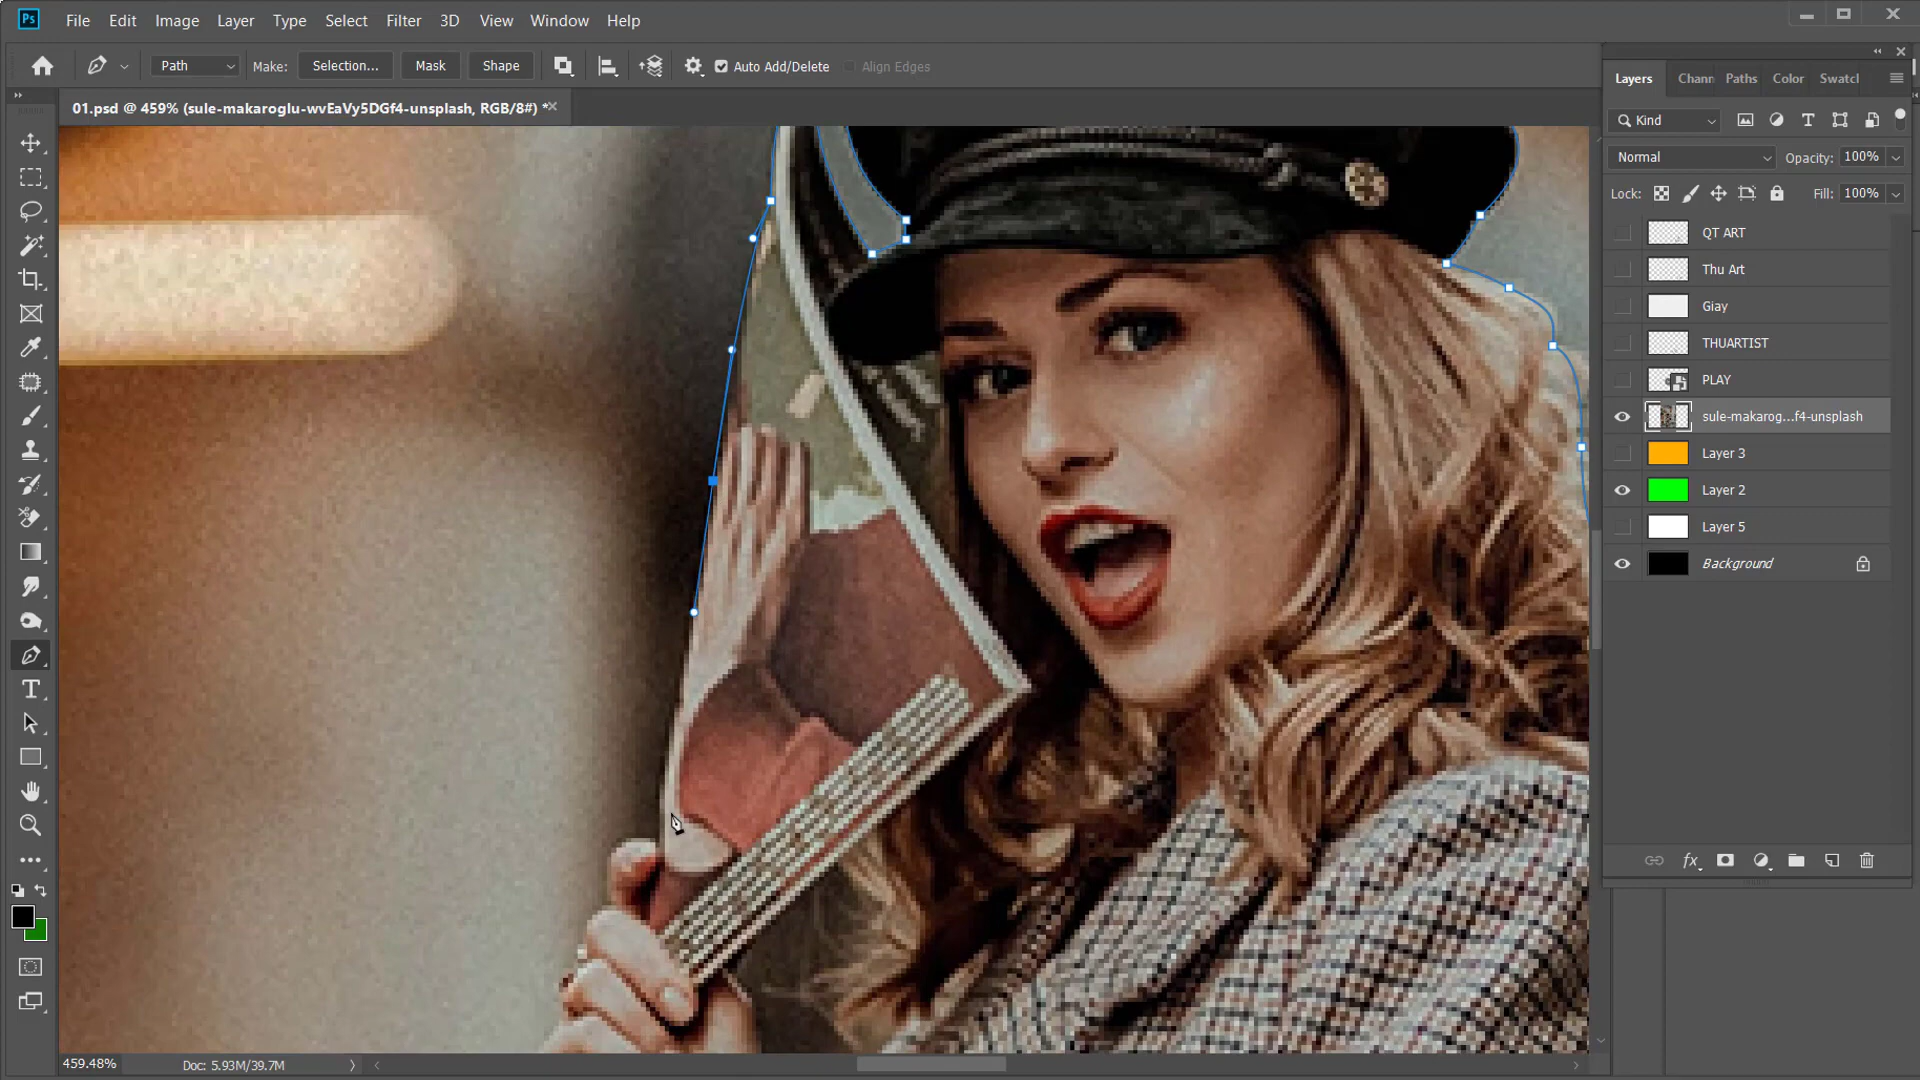 Ps
File Edit Image Layer Type Select Filter 3D View Window Help
Path Make: Selection... Mask Shape Auto Add/Delete Align Edges
01.psd @ 459% (sule-makaroglu-wvEaVy5DGf4-unsplash, RGB/8#) *
Layers Chann Paths Color Swatcl
Kind
Normal Opacity: 100%
Lock: Fill: 100%
QT ART
Thu Art
Giay
THUARTIST
PLAY
sule-makarog...f4-unsplash
Layer 3
Layer 2
Layer 5
Background
fx
459.48% Doc: 5.93M/39.7M